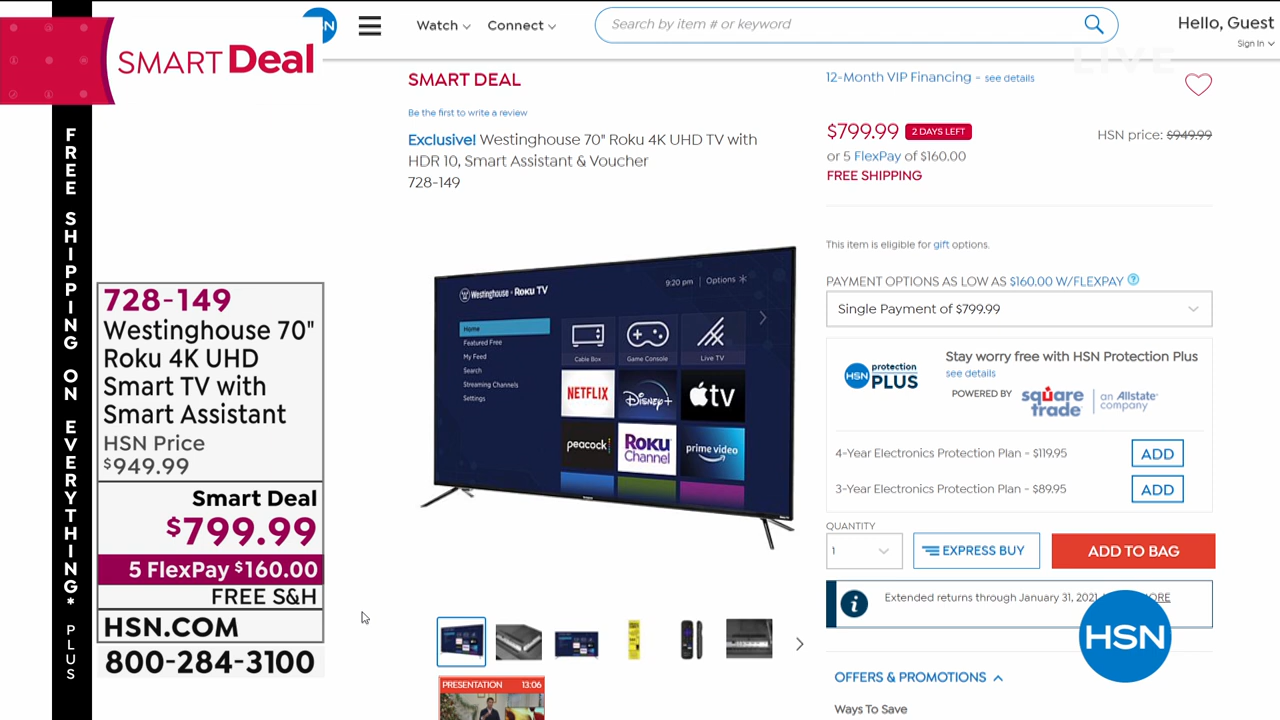 SMART Deal
FREE SHIPPING ON EVERYTHING* PLUS
728-149
Westinghouse 70"
Roku 4K UHD
Smart TV with
Smart Assistant
HSN Price
$949.99
Smart Deal
$799.99
5 FlexPay $160.00
FREE S&H
HSN.COM
800-284-3100
Watch
Connect
Search by item # or keyword
Hello, Guest
Sign In
LIVE
SMART DEAL
Be the first to write a review
Exclusive! Westinghouse 70" Roku 4K UHD TV with
HDR 10, Smart Assistant & Voucher
728-149
Westinghouse Roku TV
9:20 pm | Options
Home
Featured Free
My Feed
Search
Streaming Channels
Settings
Cable Box
Game Console
Live TV
NETFLIX
Disney+
tv
peacock
Roku Channel
prime video
PRESENTATION 13:06
12-Month VIP Financing - see details
$799.99 2 DAYS LEFT
HSN price: $949.99
or 5 FlexPay of $160.00
FREE SHIPPING
This item is eligible for gift options.
PAYMENT OPTIONS AS LOW AS $160.00 W/FLEXPAY ?
Single Payment of $799.99
HSN protection PLUS
Stay worry free with HSN Protection Plus
see details
POWERED BY
square trade
an Allstate company
4-Year Electronics Protection Plan - $119.95
ADD
3-Year Electronics Protection Plan - $89.95
ADD
QUANTITY
1
EXPRESS BUY
ADD TO BAG
i
Extended returns through January 31, 2021.
HSN
OFFERS & PROMOTIONS
Ways To Save